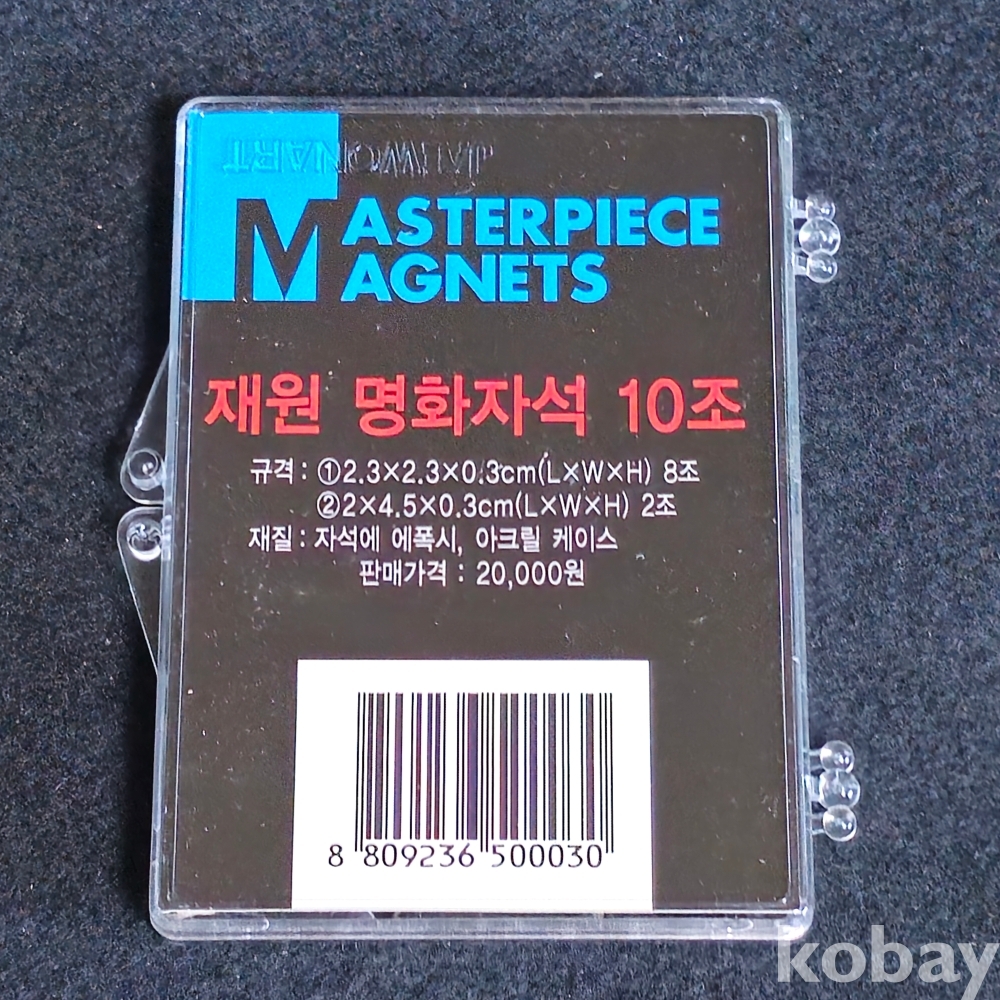 MASTERPIECE
MAGNETS
재원 명화자석 10조
규격 : ①2.3×2.3×0.3cm(L×W×H) 8조
②2×4.5×0.3cm(L×W×H) 2조
재질 : 자석에 에폭시, 아크릴 케이스
판매가격 : 20,000원
8 809236 500030
kobay